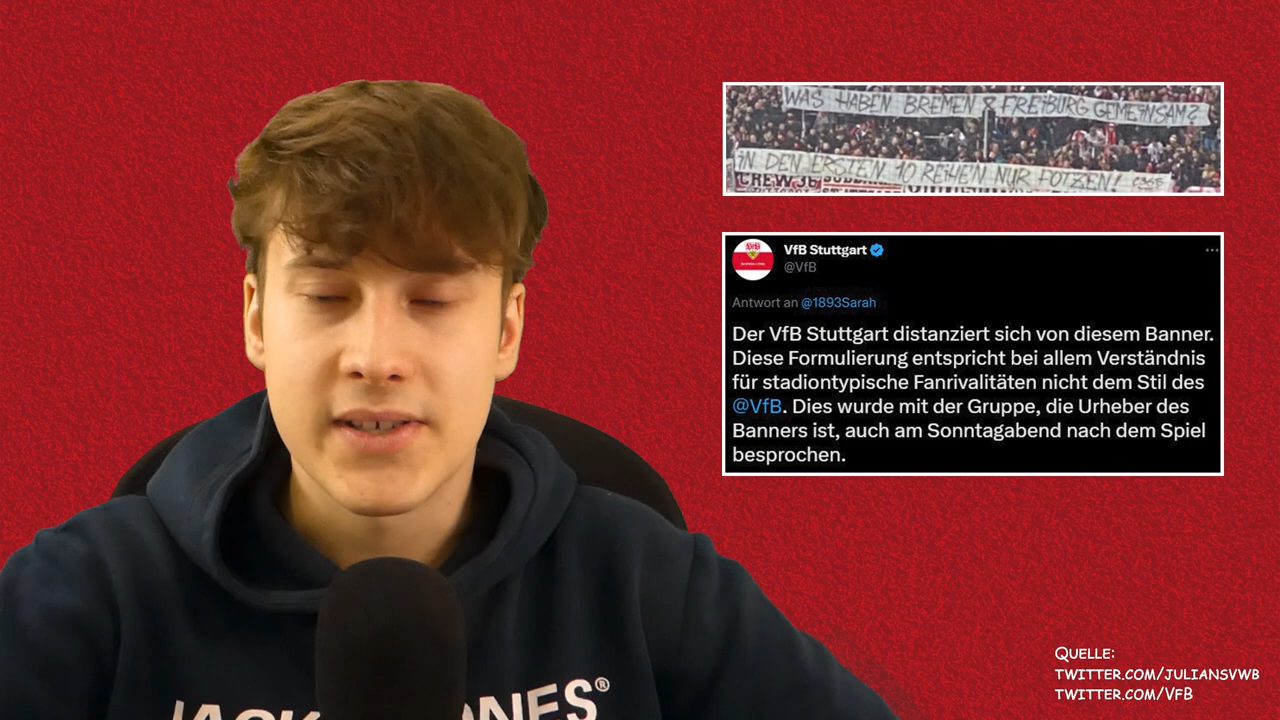 WAS HABEN BREMEN & FREIBURG GEMEINSAM?
IN DEN ERSTEN 10 REIHEN NUR FOTZEN!
CREW 36
VfB Stuttgart
@VfB
Antwort an @1893Sarah
Der VfB Stuttgart distanziert sich von diesem Banner.
Diese Formulierung entspricht bei allem Verständnis
für stadiontypische Fanrivalitäten nicht dem Stil des
@VfB. Dies wurde mit der Gruppe, die Urheber des
Banners ist, auch am Sonntagabend nach dem Spiel
besprochen.
JACK JONES®
QUELLE:
TWITTER.COM/JULIANSVWB
TWITTER.COM/VFB